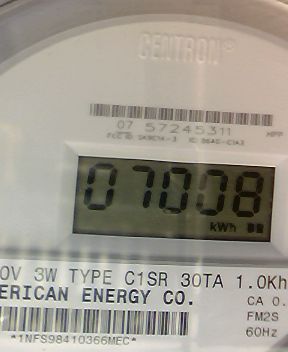 CENTRON®
07 57245311
HPP
07008
kWh
0V 3W TYPE C1SR 30TA 1.0Kh
ERICAN ENERGY CO.
CA 0.
FM2S
60Hz
*1NFS98410366MEC*